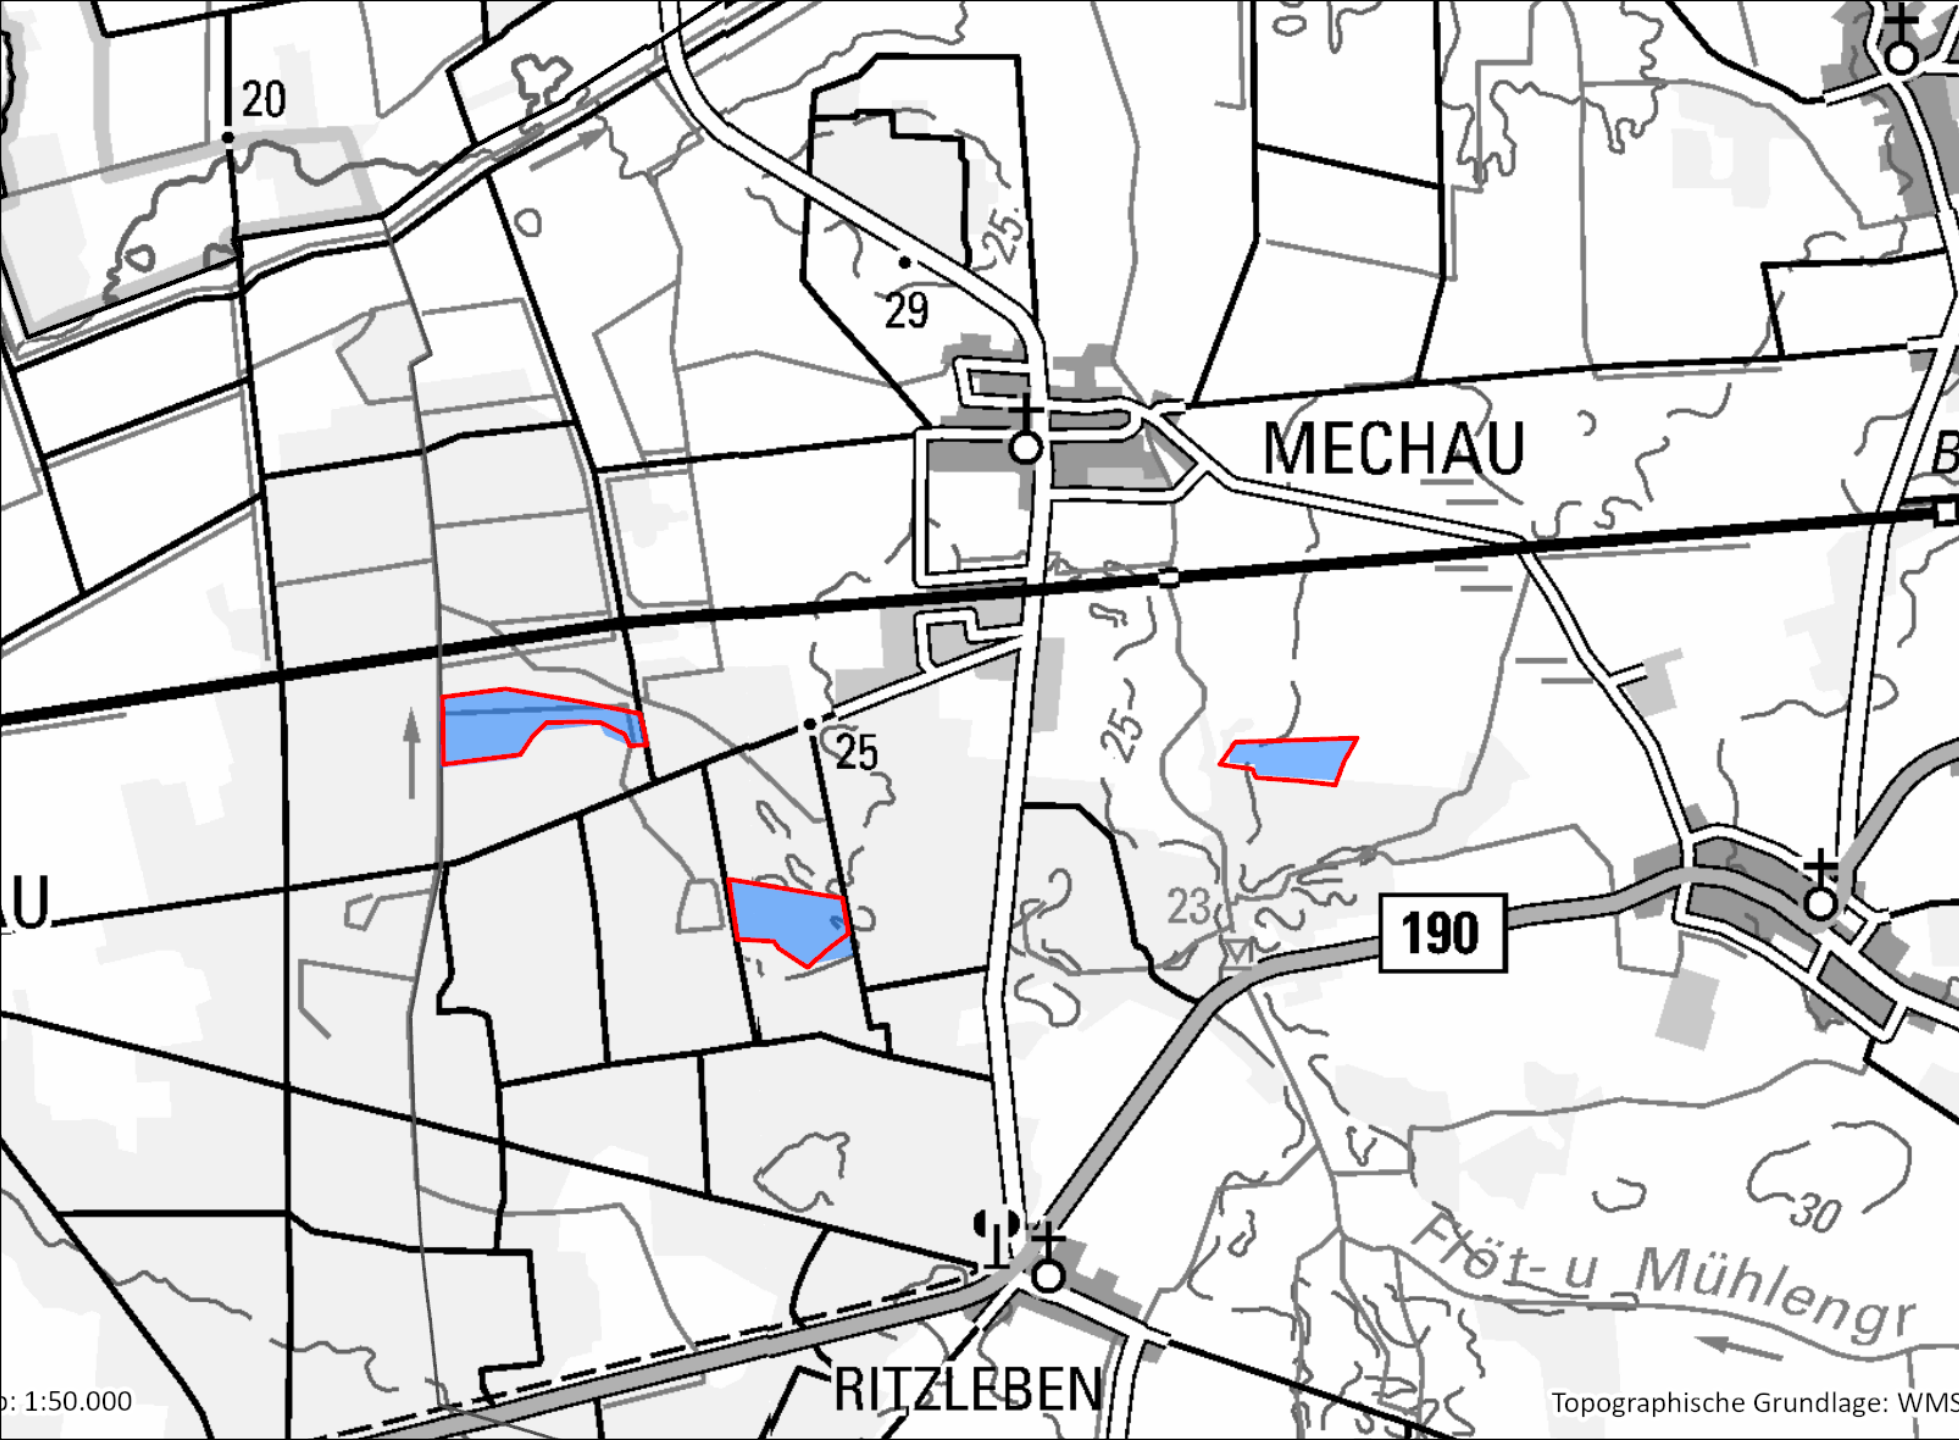 20
25
29
MECHAU
B
25
25
AU
23
190
30
Flöt- u Mühlengr
RITZLEBEN
b: 1:50.000
Topographische Grundlage: WMS